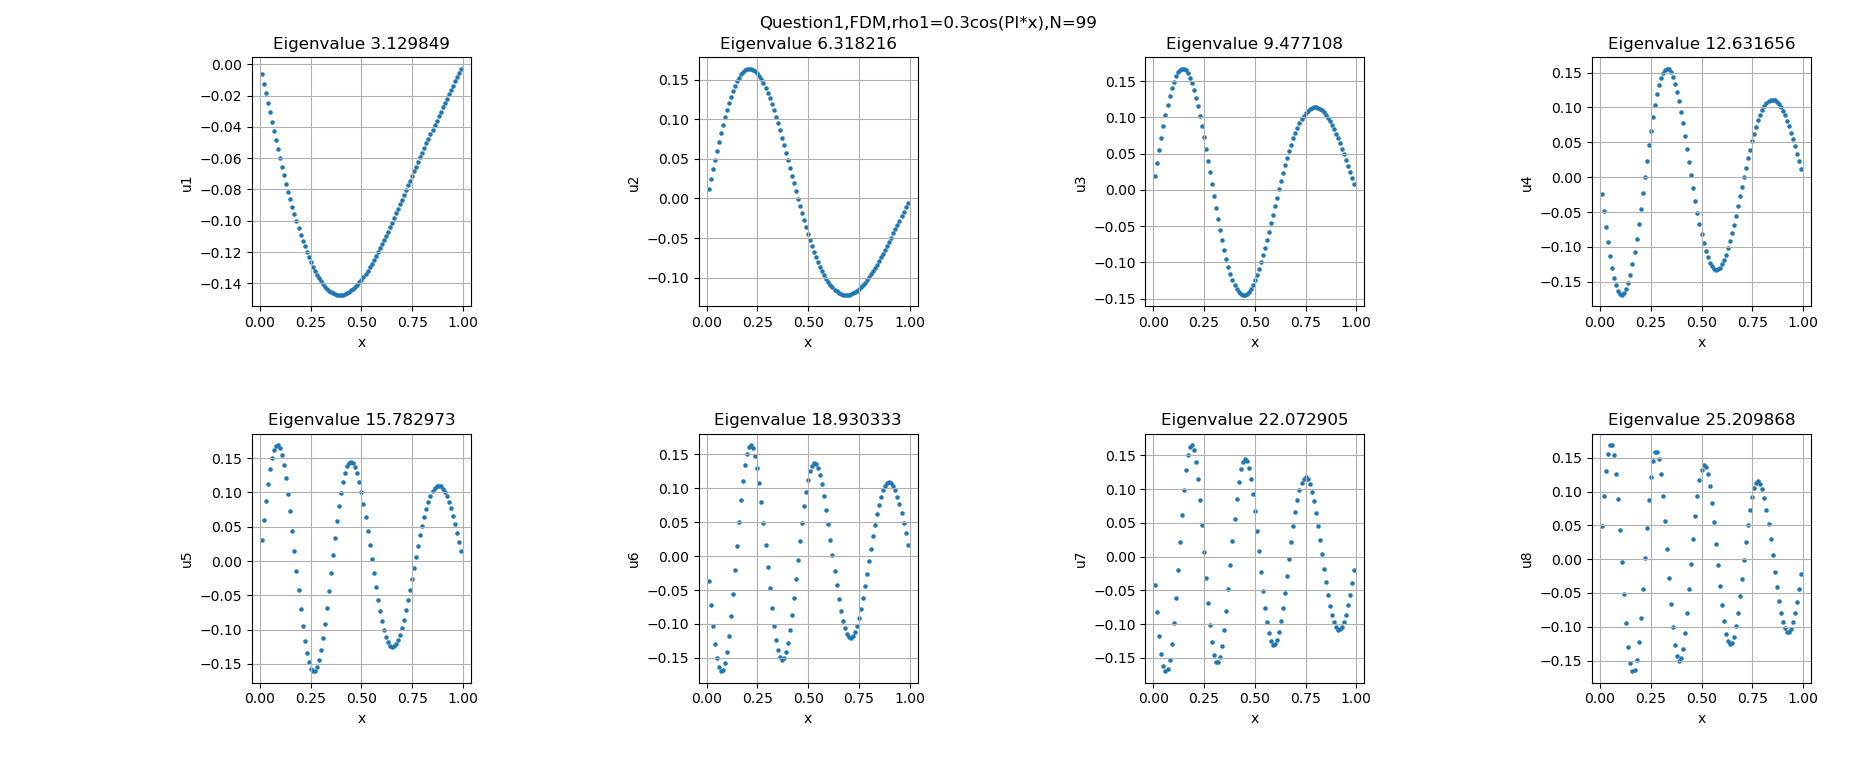 Question1,FDM,rho1=0.3cos(PI*x),N=99
Eigenvalue 3.129849
0.00
−0.02
−0.04
−0.06
−0.08
−0.10
−0.12
−0.14
u1
0.00 0.25 0.50 0.75 1.00
x
Eigenvalue 6.318216
0.15
0.10
0.05
0.00
−0.05
−0.10
u2
0.00 0.25 0.50 0.75 1.00
x
Eigenvalue 9.477108
0.15
0.10
0.05
0.00
−0.05
−0.10
−0.15
u3
0.00 0.25 0.50 0.75 1.00
x
Eigenvalue 12.631656
0.15
0.10
0.05
0.00
−0.05
−0.10
−0.15
u4
0.00 0.25 0.50 0.75 1.00
x
Eigenvalue 15.782973
0.15
0.10
0.05
0.00
−0.05
−0.10
−0.15
u5
0.00 0.25 0.50 0.75 1.00
x
Eigenvalue 18.930333
0.15
0.10
0.05
0.00
−0.05
−0.10
−0.15
u6
0.00 0.25 0.50 0.75 1.00
x
Eigenvalue 22.072905
0.15
0.10
0.05
0.00
−0.05
−0.10
−0.15
u7
0.00 0.25 0.50 0.75 1.00
x
Eigenvalue 25.209868
0.15
0.10
0.05
0.00
−0.05
−0.10
−0.15
u8
0.00 0.25 0.50 0.75 1.00
x